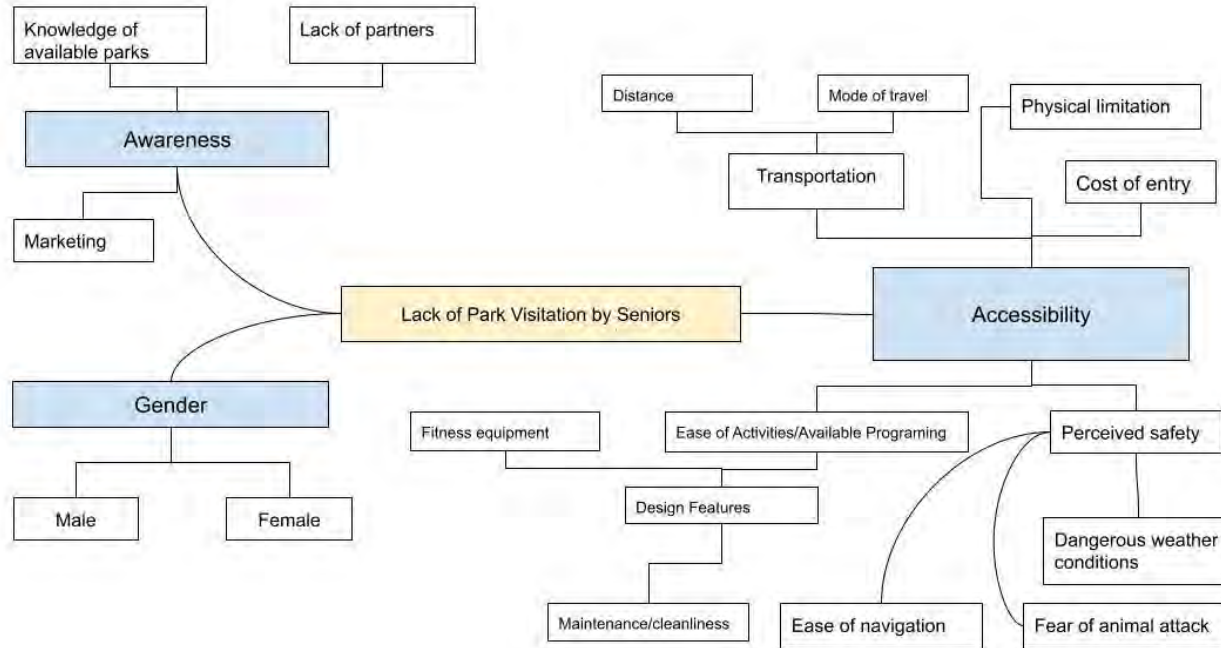 Knowledge of
available parks
Lack of partners
Distance
Mode of travel
Physical limitation
Awareness
Transportation
Cost of entry
Marketing
Lack of Park Visitation by Seniors
Accessibility
Gender
Fitness equipment
Ease of Activities/Available Programing
Perceived safety
Male
Female
Design Features
Dangerous weather
conditions
Maintenance/cleanliness
Ease of navigation
Fear of animal attack